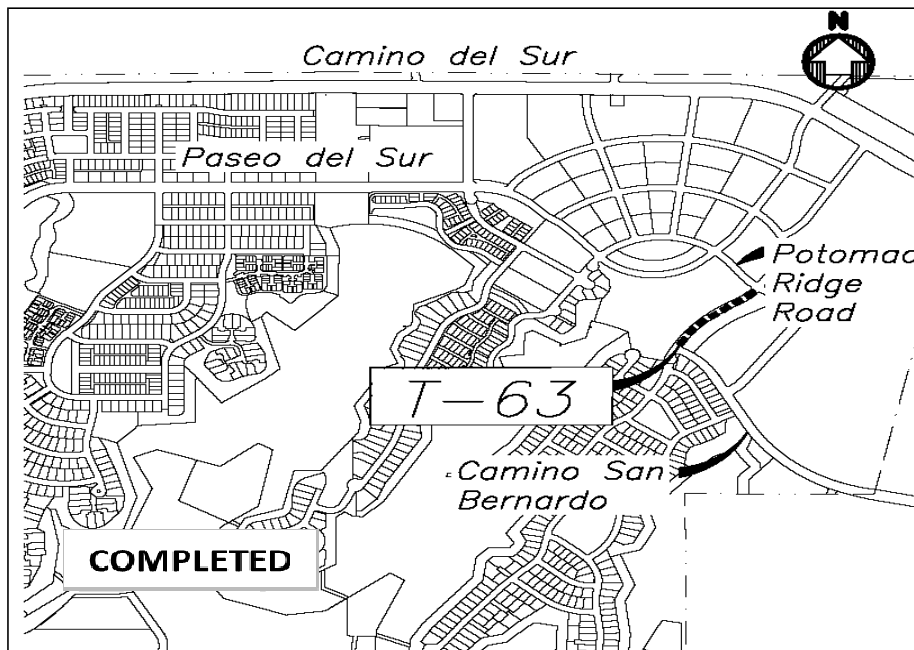 N
Camino del Sur
Paseo del Sur
Potomac
Ridge
Road
T-63
Camino San
Bernardo
COMPLETED